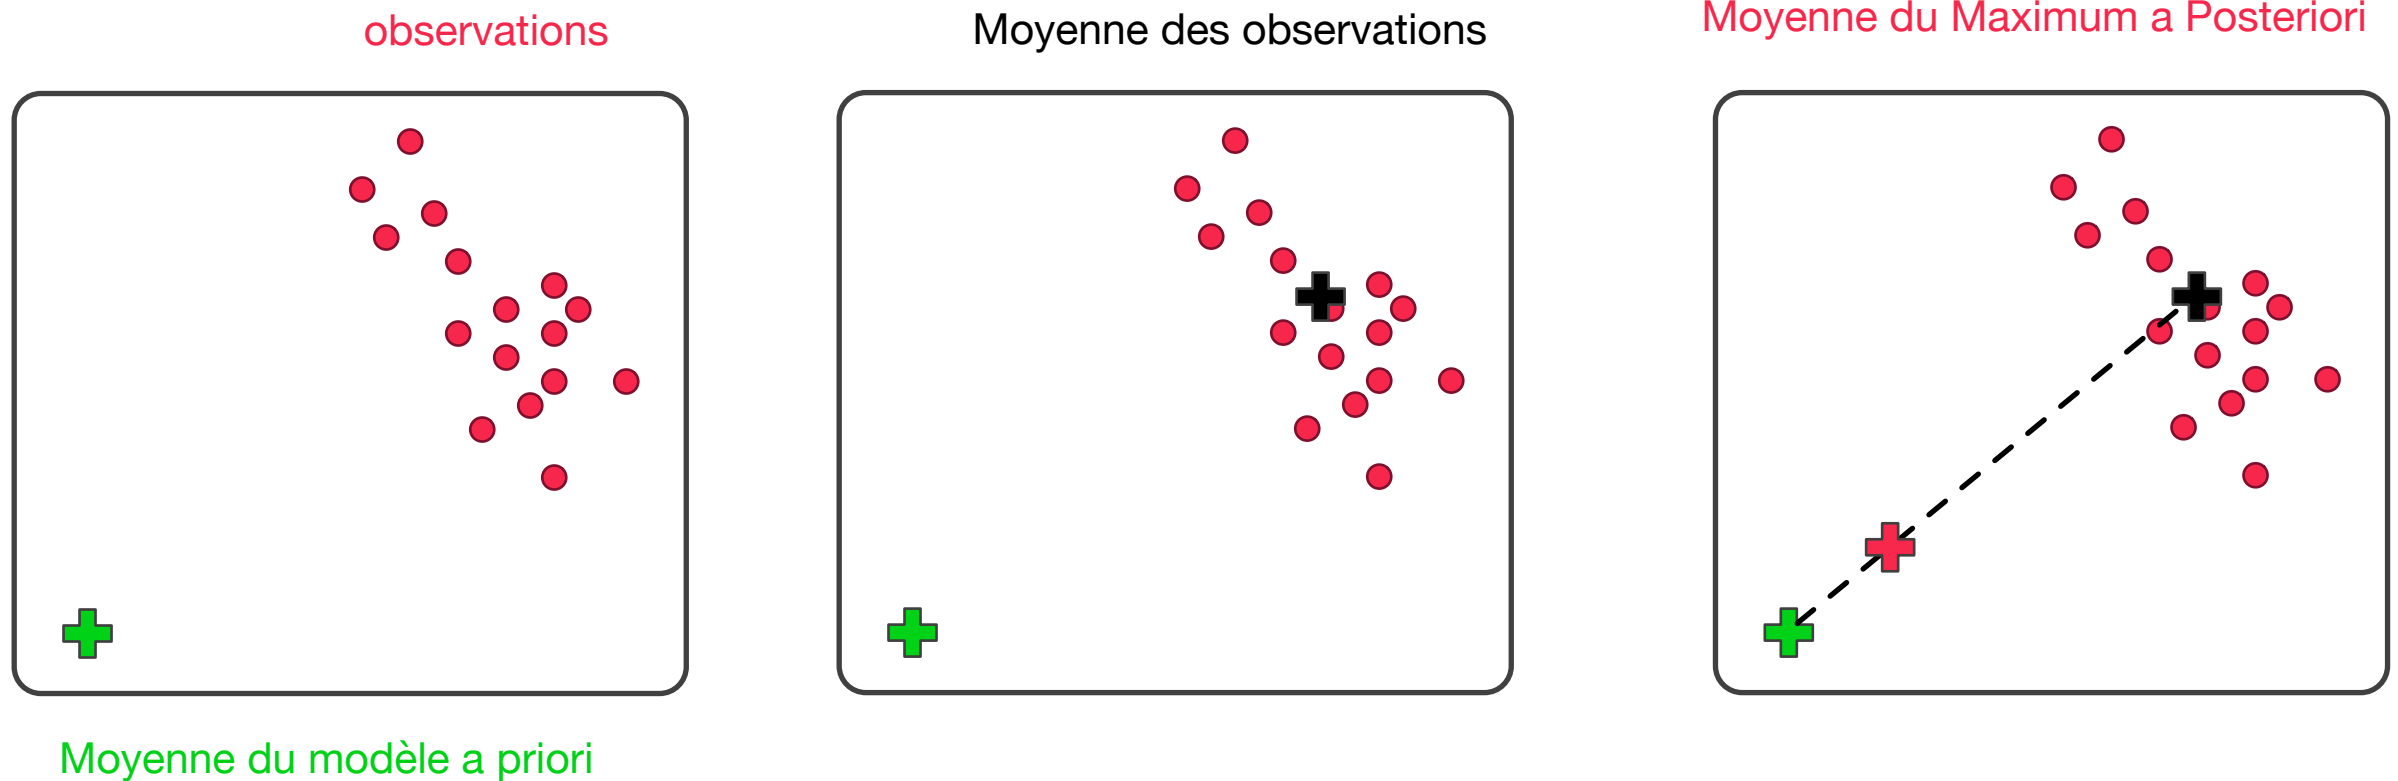 observations
Moyenne des observations
Moyenne du Maximum a Posteriori
Moyenne du modèle a priori